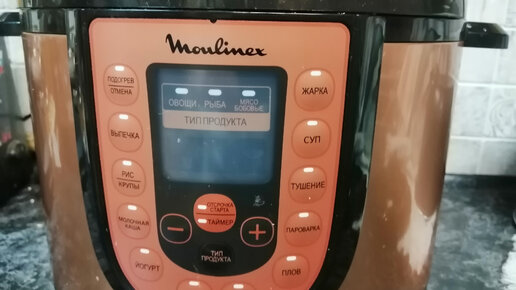 Moulinex
ПОДОГРЕВ
ОТМЕНА
ВЫПЕЧКА
РИС
КРУПЫ
МОЛОЧНАЯ
КАША
ЙОГУРТ
ОВОЩИ РЫБА МЯСО
БОБОВЫЕ
ТИП ПРОДУКТА
ОТСРОЧКА
СТАРТА
ТАЙМЕР
ТИП
ПРОДУКТА
ЖАРКА
СУП
ТУШЕНИЕ
ПАРОВАРКА
ПЛОВ